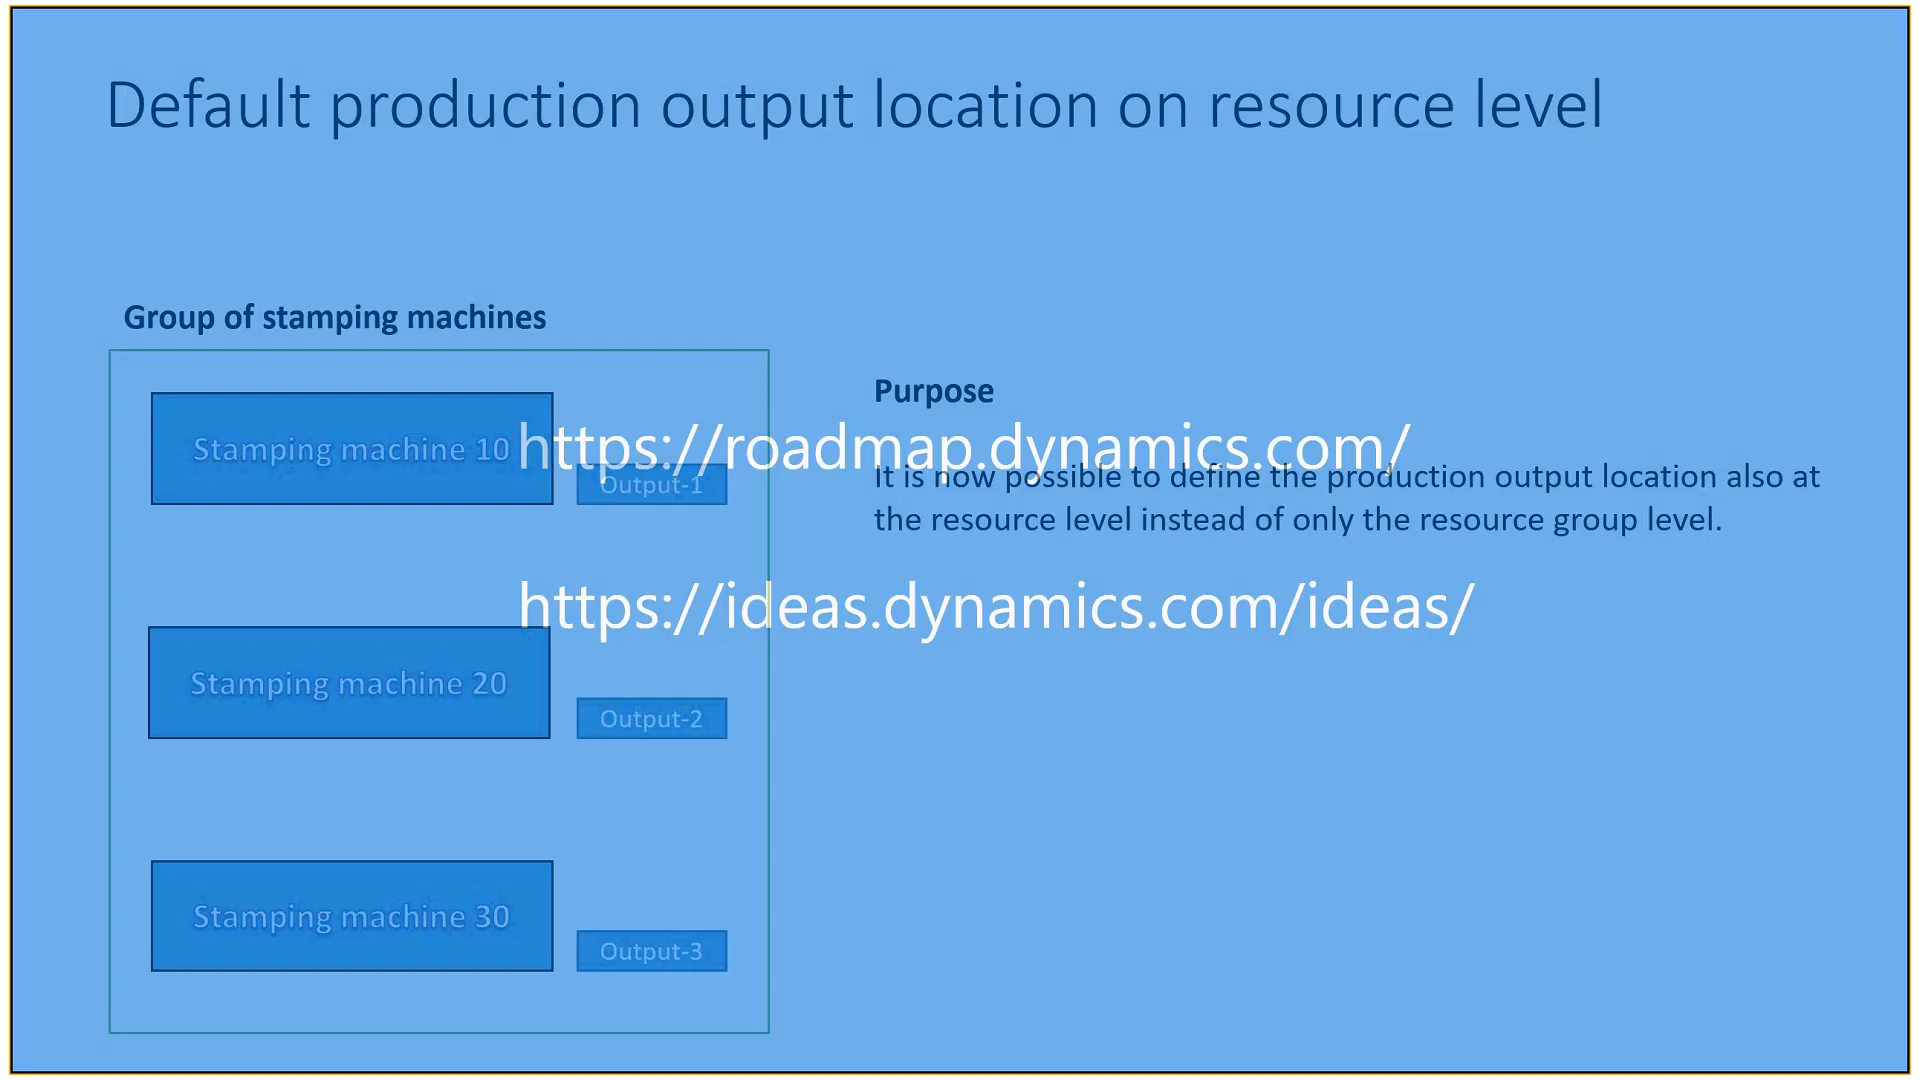 Default production output location on resource level
Group of stamping machines
Stamping machine 10
Output-1
Stamping machine 20
Output-2
Stamping machine 30
Output-3
Purpose
It is now possible to define the production output location also at
the resource level instead of only the resource group level.
https://roadmap.dynamics.com/
https://ideas.dynamics.com/ideas/